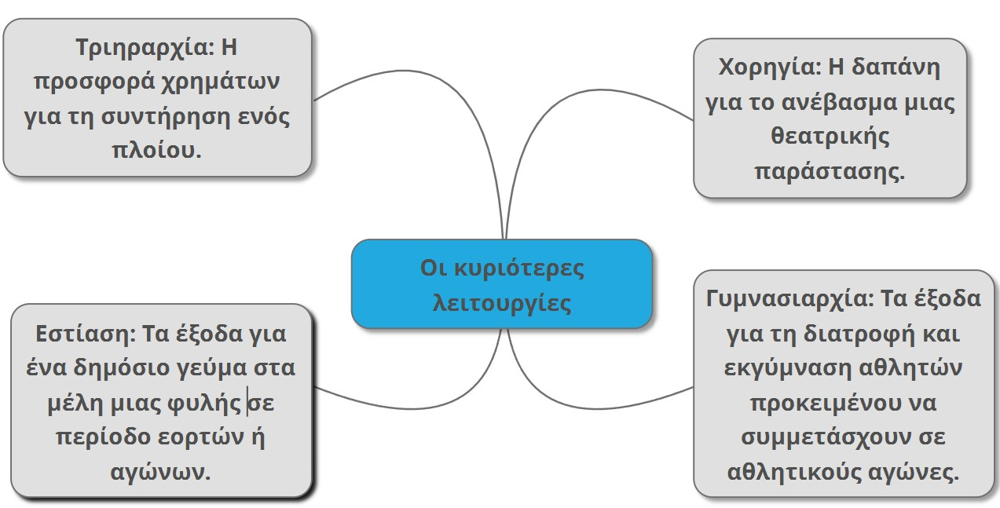 Τριηραρχία: Η
προσφορά χρημάτων
για τη συντήρηση ενός
πλοίου.
Χορηγία: Η δαπάνη
για το ανέβασμα μιας
θεατρικής
παράστασης.
Οι κυριότερες
λειτουργίες
Εστίαση: Τα έξοδα για
ένα δημόσιο γεύμα στα
μέλη μιας φυλής σε
περίοδο εορτών ή
αγώνων.
Γυμνασιαρχία: Τα έξοδα
για τη διατροφή και
εκγύμναση αθλητών
προκειμένου να
συμμετάσχουν σε
αθλητικούς αγώνες.